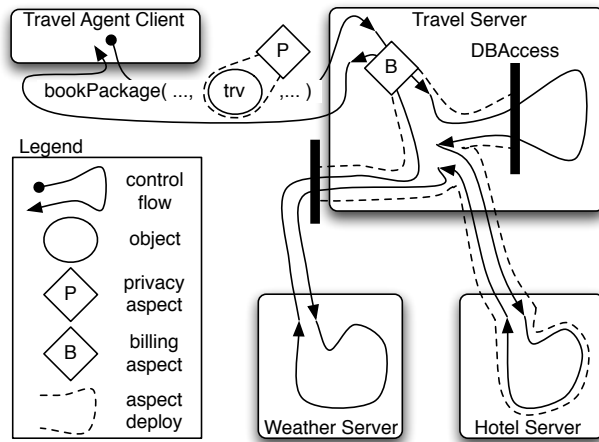 Travel Agent Client
Travel Server
P
DBAccess
B
bookPackage( ..., trv ,... )
Legend
control
flow
object
P
privacy
aspect
B
billing
aspect
aspect
deploy
Weather Server
Hotel Server